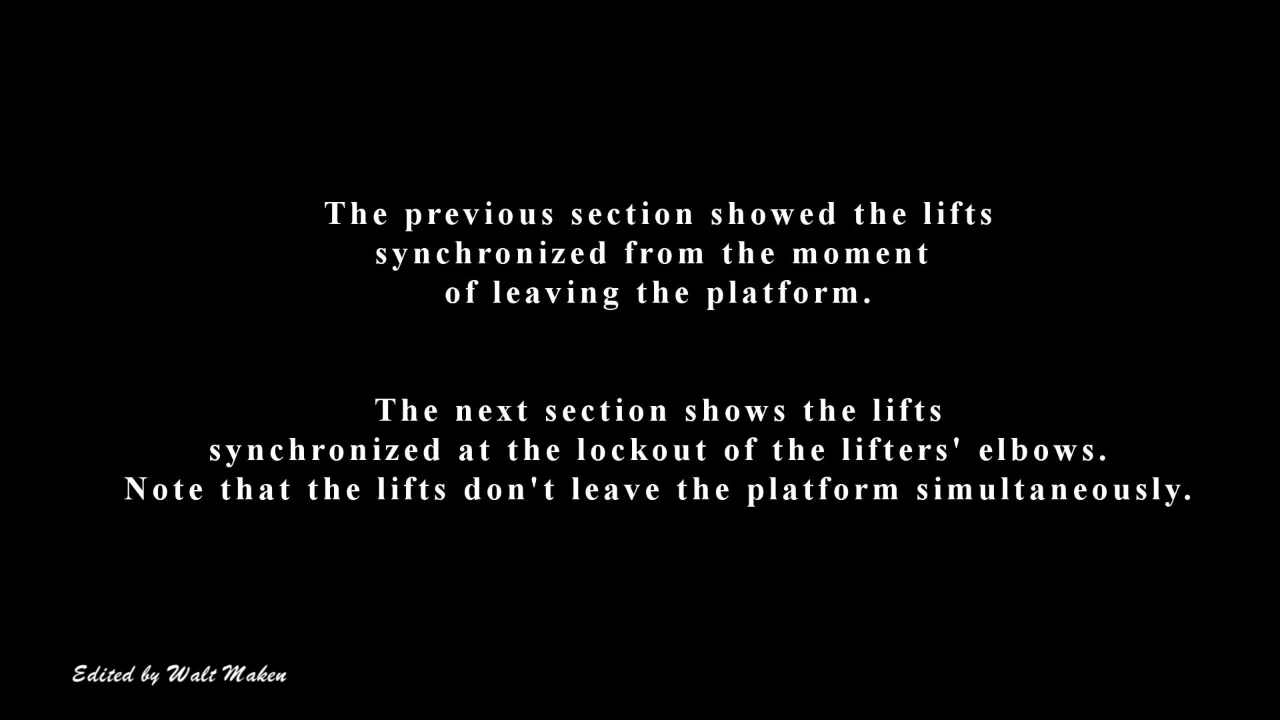 The previous section showed the lifts
synchronized from the moment
of leaving the platform.
The next section shows the lifts
synchronized at the lockout of the lifters' elbows.
Note that the lifts don't leave the platform simultaneously.
Edited by Walt Maken